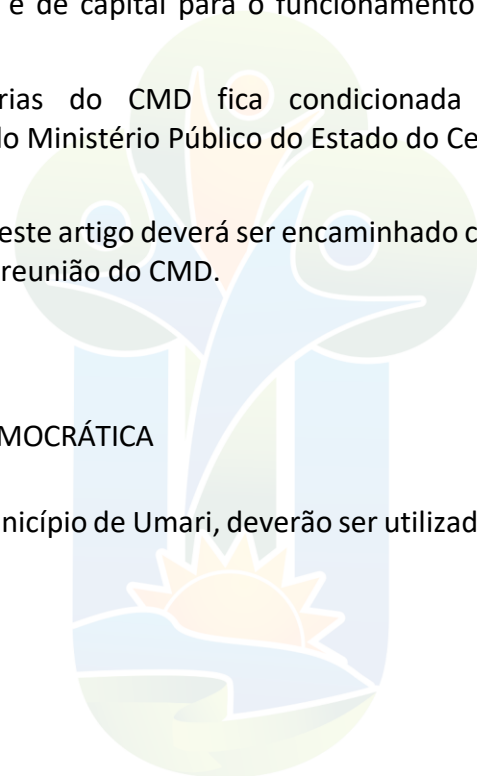 e de capital para o funcionamento
rias do CMD fica condicionada
do Ministério Público do Estado do Ce
este artigo deverá ser encaminhado c
reunião do CMD.
MOCRÁTICA
nicípio de Umari, deverão ser utilizad